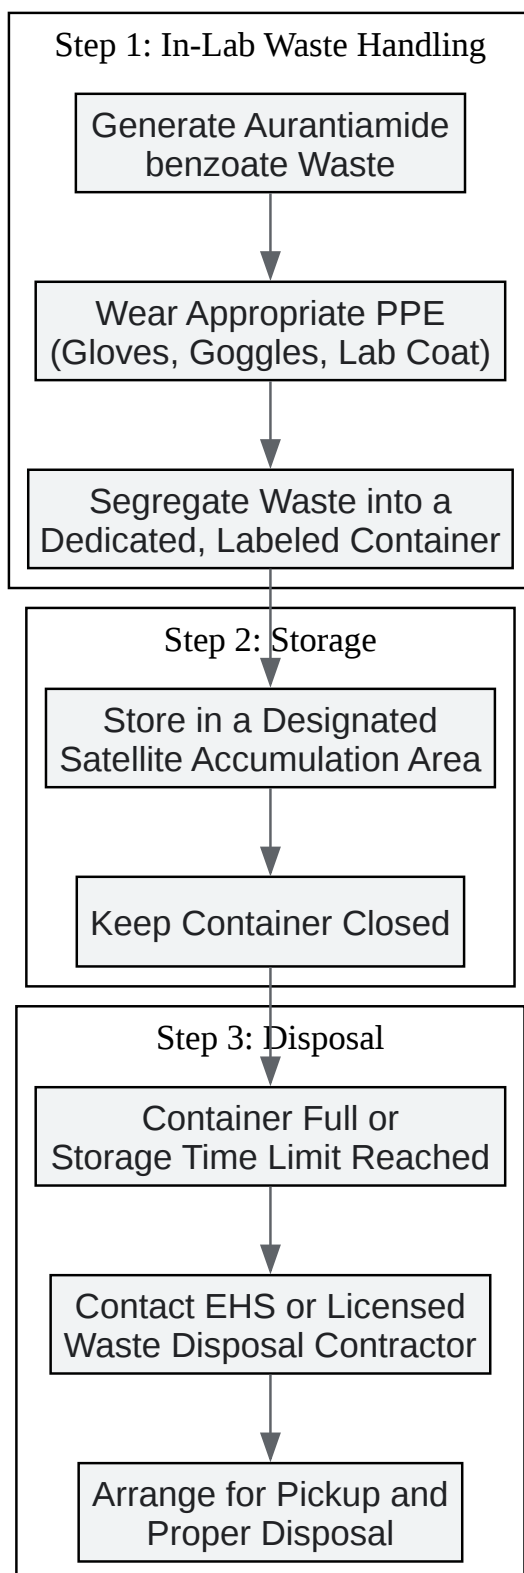 Step 1: In-Lab Waste Handling
Generate Aurantiamide
benzoate Waste
Wear Appropriate PPE
(Gloves, Goggles, Lab Coat)
Segregate Waste into a
Dedicated, Labeled Container
Step 2: Storage
Store in a Designated
Satellite Accumulation Area
Keep Container Closed
Step 3: Disposal
Container Full or
Storage Time Limit Reached
Contact EHS or Licensed
Waste Disposal Contractor
Arrange for Pickup and
Proper Disposal